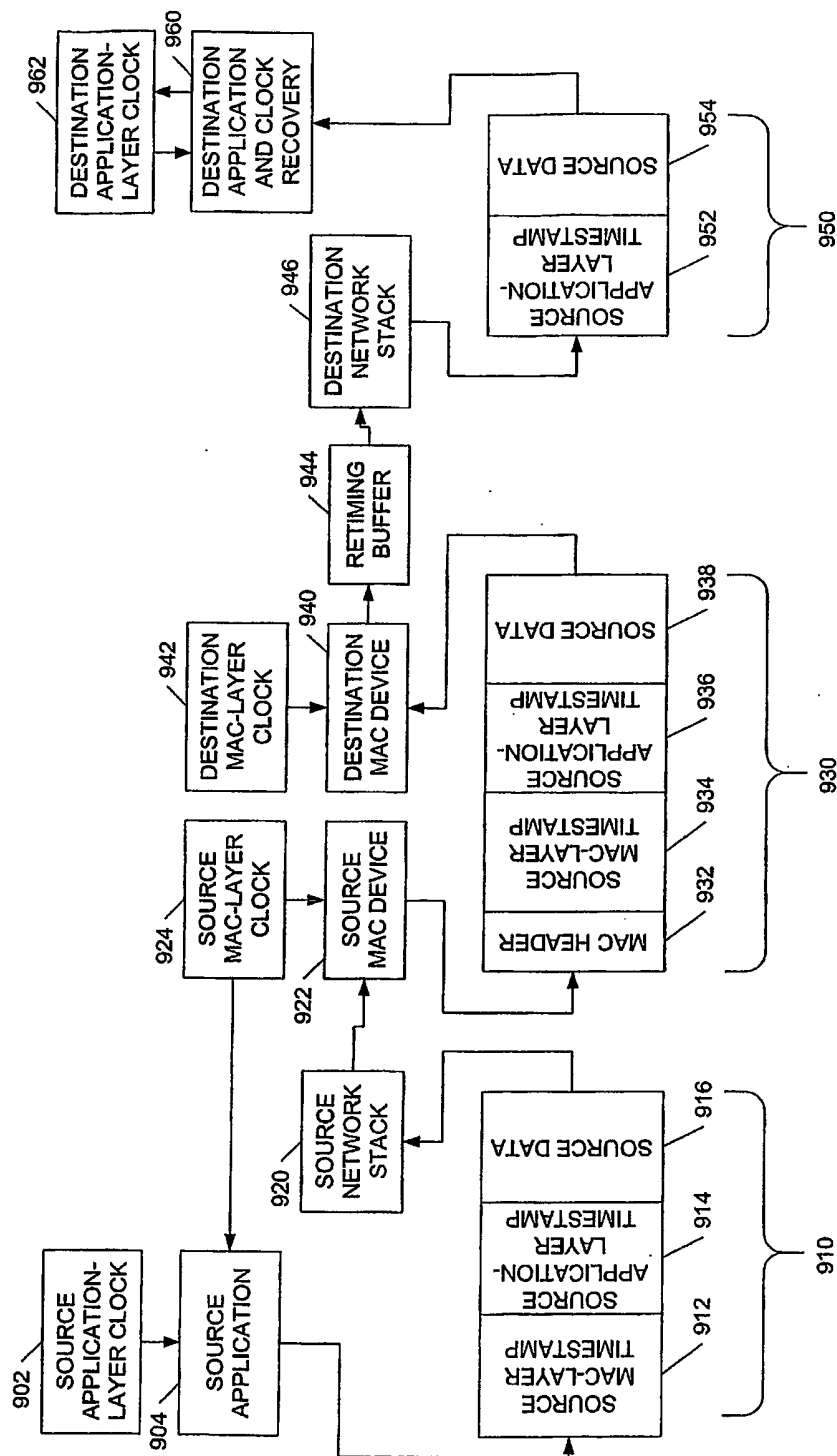 902
SOURCE
APPLICATION-
LAYER CLOCK
904
SOURCE
APPLICATION
924
SOURCE
MAC-LAYER
CLOCK
920
SOURCE
NETWORK
STACK
922
SOURCE
MAC DEVICE
942
DESTINATION
MAC-LAYER
CLOCK
940
DESTINATION
MAC DEVICE
944
RETIMING
BUFFER
946
DESTINATION
NETWORK
STACK
962
DESTINATION
APPLICATION-
LAYER CLOCK
960
DESTINATION
APPLICATION
AND CLOCK
RECOVERY
SOURCE
MAC-LAYER
TIMESTAMP
912
SOURCE
APPLICATION-
LAYER
TIMESTAMP
914
SOURCE DATA
916
910
MAC HEADER
932
SOURCE
MAC-LAYER
TIMESTAMP
934
SOURCE
APPLICATION-
LAYER
TIMESTAMP
936
SOURCE DATA
938
930
SOURCE
APPLICATION-
LAYER
TIMESTAMP
952
SOURCE DATA
954
950